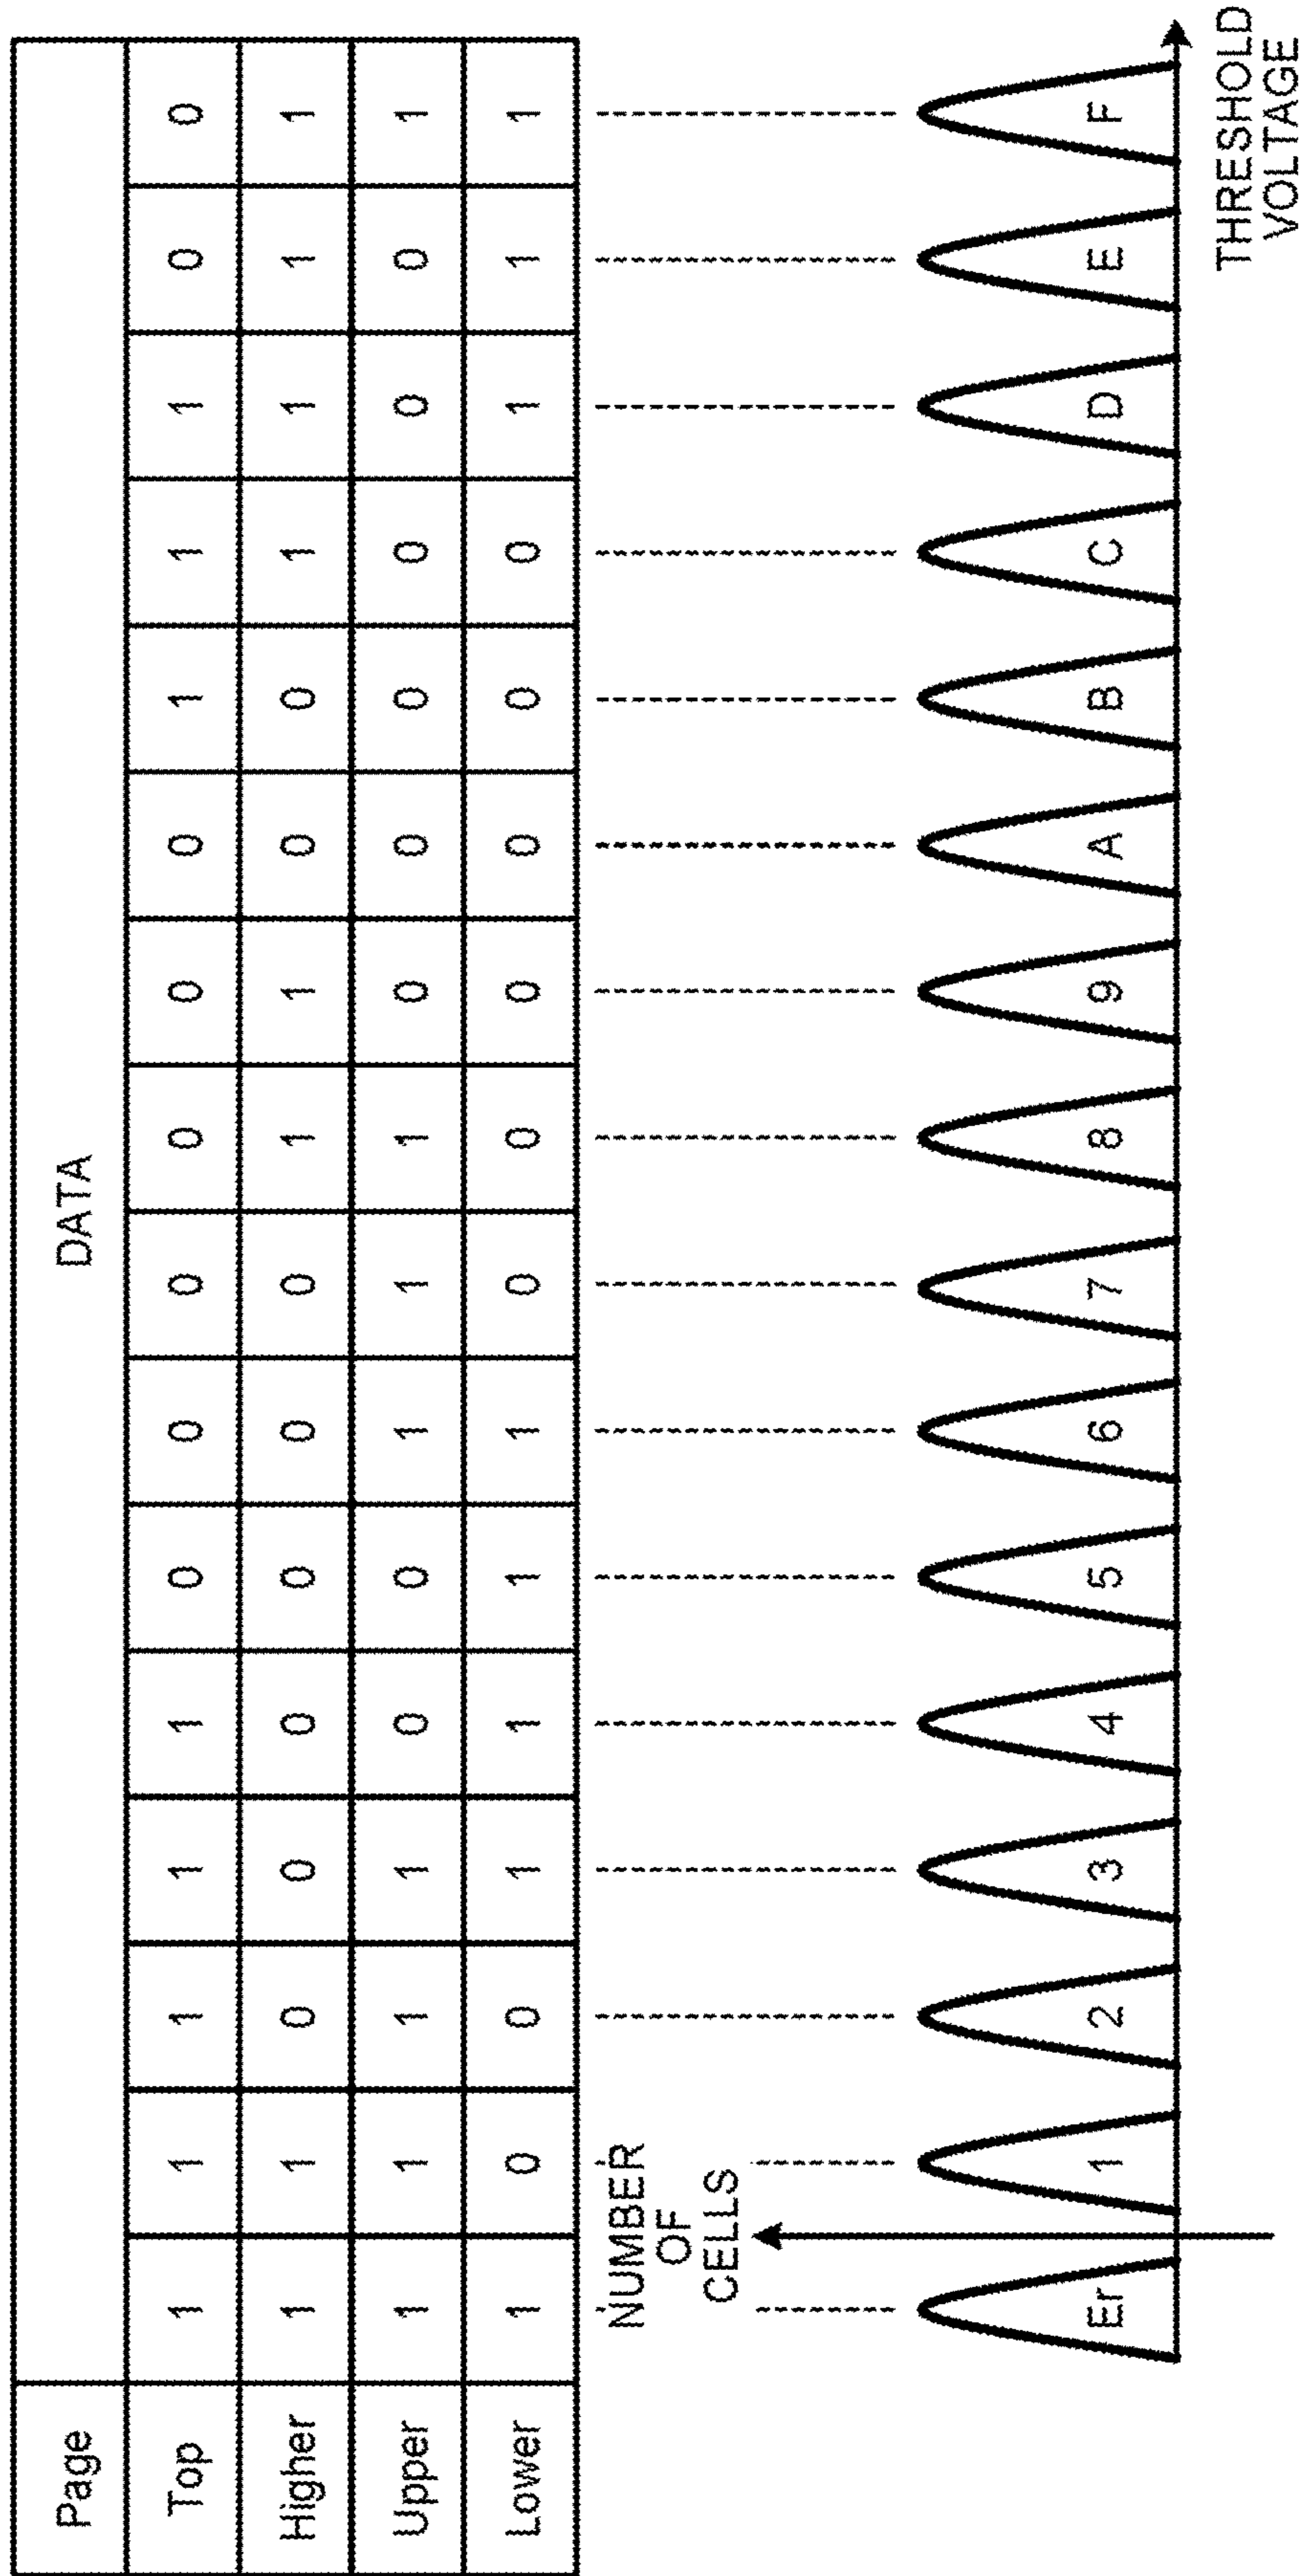 Page DATA
Top 1 1 1 1 1 0 0 0 0 0 0 1 1 1 0 0
Higher 1 1 0 0 0 0 0 0 1 1 0 0 1 1 1 1
Upper 1 1 1 1 0 0 1 1 1 0 0 0 0 0 0 1
Lower 1 0 0 1 1 1 1 0 0 0 0 0 0 1 1 1
NUMBER
OF
CELLS
Er 1 2 3 4 5 6 7 8 9 A B C D E F
THRESHOLD
VOLTAGE